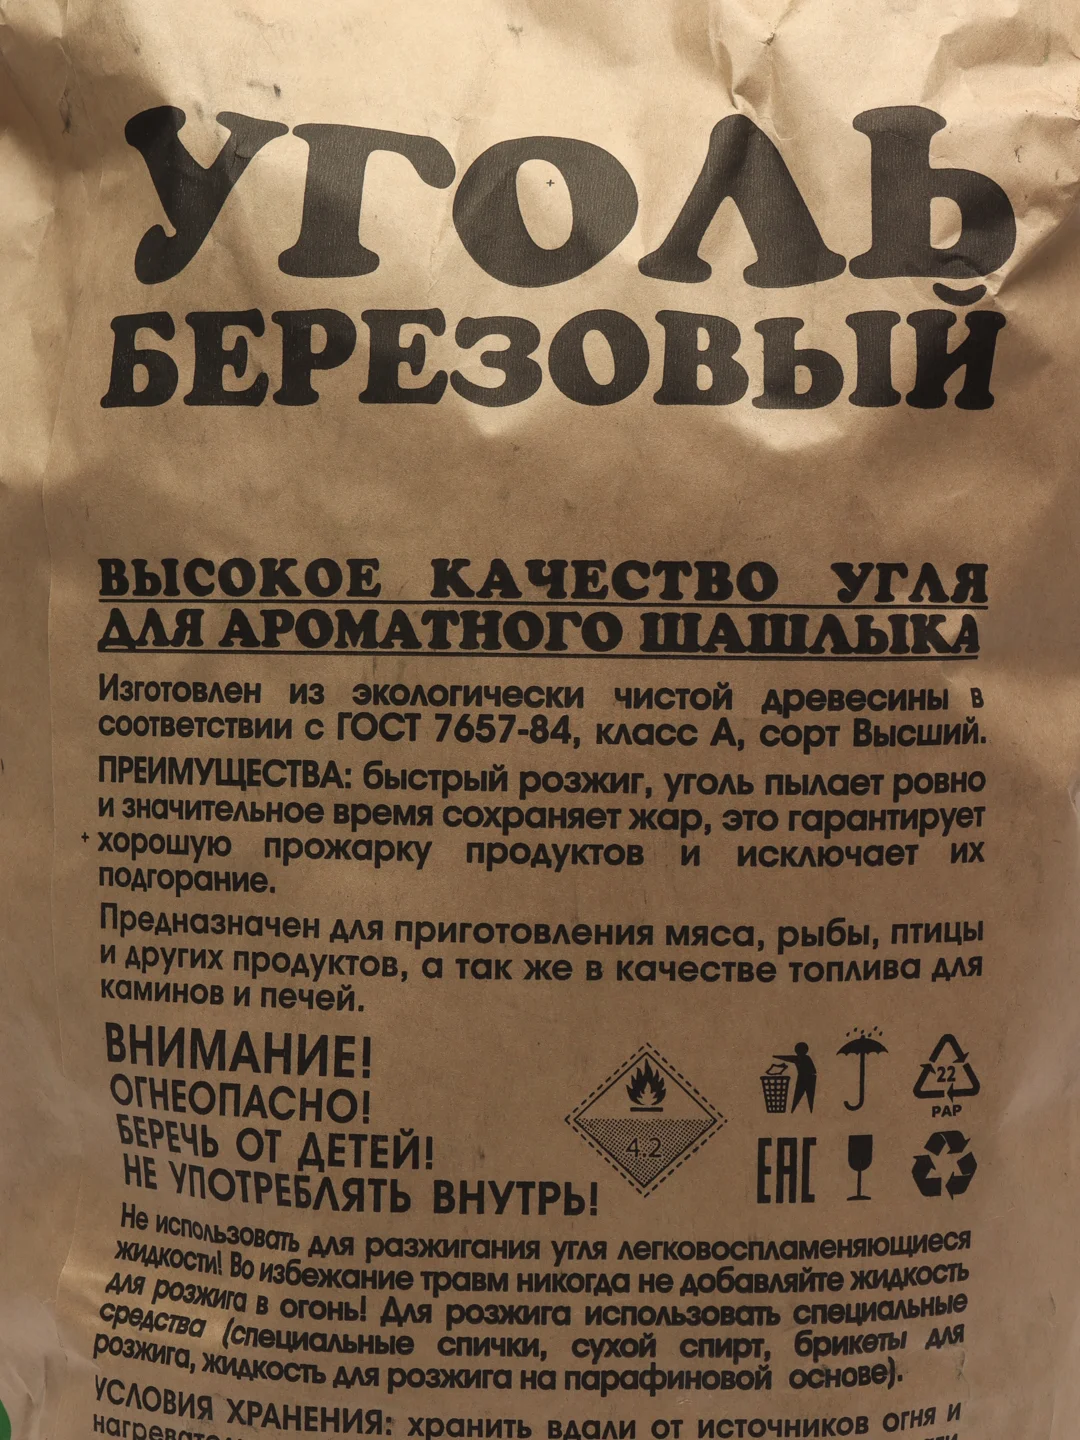 УГОЛЬ
БЕРЕЗОВЫЙ
ВЫСОКОЕ КАЧЕСТВО УГЛЯ
ДЛЯ АРОМАТНОГО ШАШЛЫКА
Изготовлен из экологически чистой древесины в
соответствии с ГОСТ 7657-84, класс А, сорт Высший.
ПРЕИМУЩЕСТВА: быстрый розжиг, уголь пылает ровно
и значительное время сохраняет жар, это гарантирует
хорошую прожарку продуктов и исключает их
подгорание.
Предназначен для приготовления мяса, рыбы, птицы
и других продуктов, а так же в качестве топлива для
каминов и печей.
ВНИМАНИЕ!
ОГНЕОПАСНО!
БЕРЕЧЬ ОТ ДЕТЕЙ!
НЕ УПОТРЕБЛЯТЬ ВНУТРЬ!
4.2
22
PAP
EAC
Не использовать для разжигания угля легковоспламеняющиеся
жидкости! Во избежание травм никогда не добавляйте жидкость
для розжига в огонь! Для розжига использовать специальные
средства (специальные спички, сухой спирт, брикеты для
розжига, жидкость для розжига на парафиновой основе).
УСЛОВИЯ ХРАНЕНИЯ: хранить вдали от источников огня и